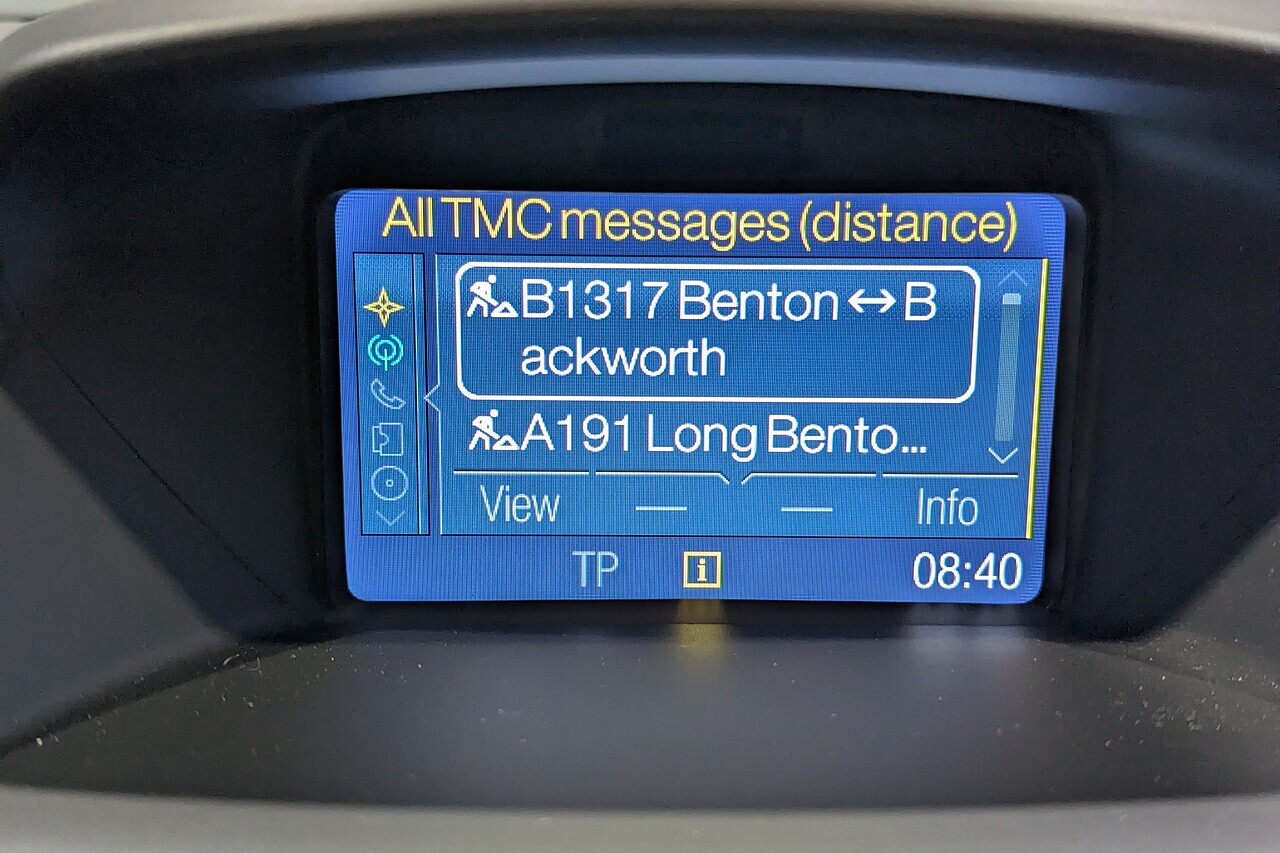 All TMC messages (distance)
B1317 Benton ↔ B
ackworth
A191 Long Bento...
View — — Info
TP i 08:40